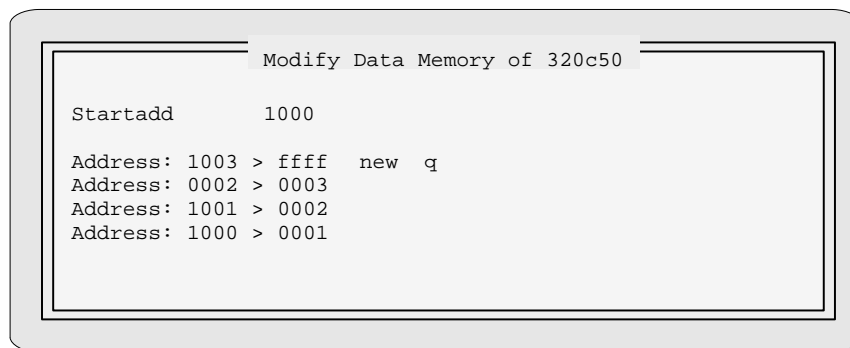 Modify Data Memory of 320c50
Startadd 1000
Address: 1003 > ffff new q
Address: 0002 > 0003
Address: 1001 > 0002
Address: 1000 > 0001